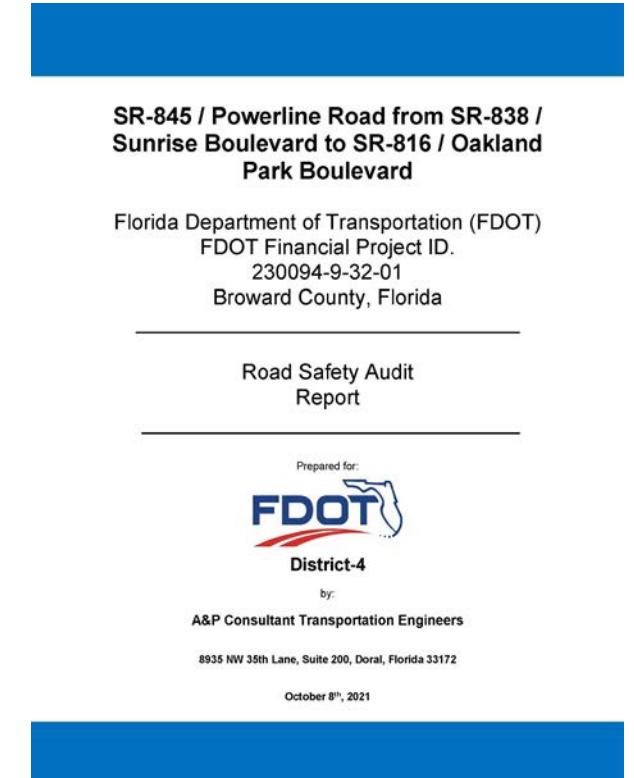 SR-845 / Powerline Road from SR-838 /
Sunrise Boulevard to SR-816 / Oakland
Park Boulevard
Florida Department of Transportation (FDOT)
FDOT Financial Project ID.
230094-9-32-01
Broward County, Florida
Road Safety Audit
Report
Prepared for:
FDOT
District-4
by:
A&P Consultant Transportation Engineers
8935 NW 35th Lane, Suite 200, Doral, Florida 33172
October 8th, 2021